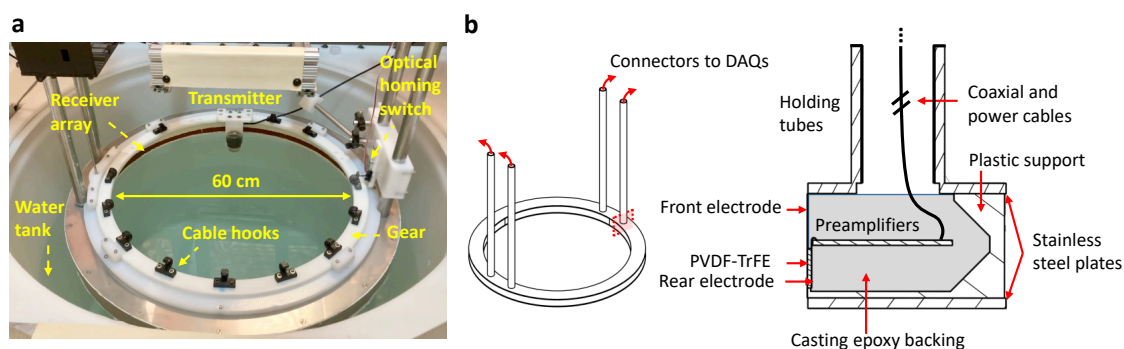 a
Receiver
array
Transmitter
Optical
homing
switch
60 cm
Water
tank
Cable hooks
Gear
b
Connectors to DAQs
Holding
tubes
Coaxial and
power cables
Plastic support
Front electrode
Preamplifiers
PVDF-TrFE
Rear electrode
Stainless
steel plates
Casting epoxy backing